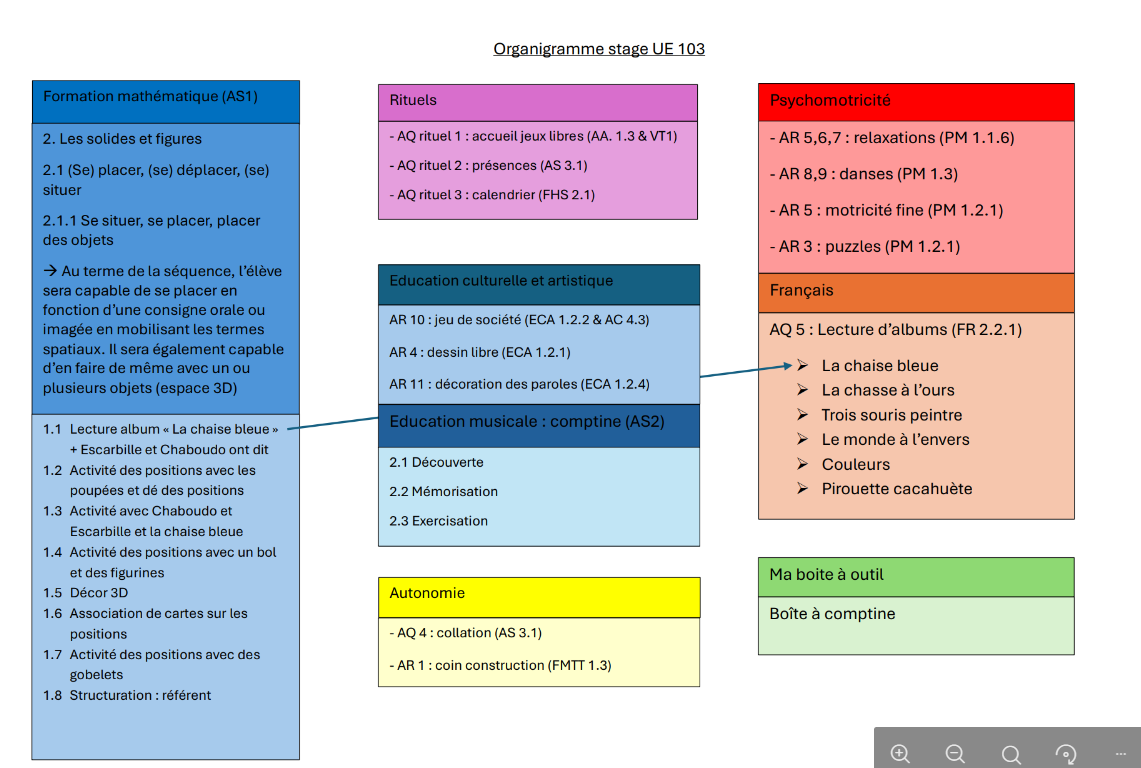 Organigramme stage UE 103
Formation mathématique (AS1)
2. Les solides et figures
2.1 (Se) placer, (se) déplacer, (se)
situer
2.1.1 Se situer, se placer, placer
des objets
→ Au terme de la séquence, l’élève
sera capable de se placer en
fonction d’une consigne orale ou
imagée en mobilisant les termes
spatiaux. Il sera également capable
d’en faire de même avec un ou
plusieurs objets (espace 3D)
1.1 Lecture album « La chaise bleue »
+ Escarbille et Chaboudo ont dit
1.2 Activité des positions avec les
poupées et dé des positions
1.3 Activité avec Chaboudo et
Escarbille et la chaise bleue
1.4 Activité des positions avec un bol
et des figurines
1.5 Décor 3D
1.6 Association de cartes sur les
positions
1.7 Activité des positions avec des
gobelets
1.8 Structuration : référent
Rituels
- AQ rituel 1 : accueil jeux libres (AA. 1.3 & VT1)
- AQ rituel 2 : présences (AS 3.1)
- AQ rituel 3 : calendrier (FHS 2.1)
Education culturelle et artistique
AR 10 : jeu de société (ECA 1.2.2 & AC 4.3)
AR 4 : dessin libre (ECA 1.2.1)
AR 11 : décoration des paroles (ECA 1.2.4)
Education musicale : comptine (AS2)
2.1 Découverte
2.2 Mémorisation
2.3 Exercisation
Autonomie
- AQ 4 : collation (AS 3.1)
- AR 1 : coin construction (FMTT 1.3)
Psychomotricité
- AR 5,6,7 : relaxations (PM 1.1.6)
- AR 8,9 : danses (PM 1.3)
- AR 5 : motricité fine (PM 1.2.1)
- AR 3 : puzzles (PM 1.2.1)
Français
AQ 5 : Lecture d’albums (FR 2.2.1)
➢ La chaise bleue
➢ La chasse à l’ours
➢ Trois souris peintre
➢ Le monde à l’envers
➢ Couleurs
➢ Pirouette cacahuète
Ma boite à outil
Boîte à comptine